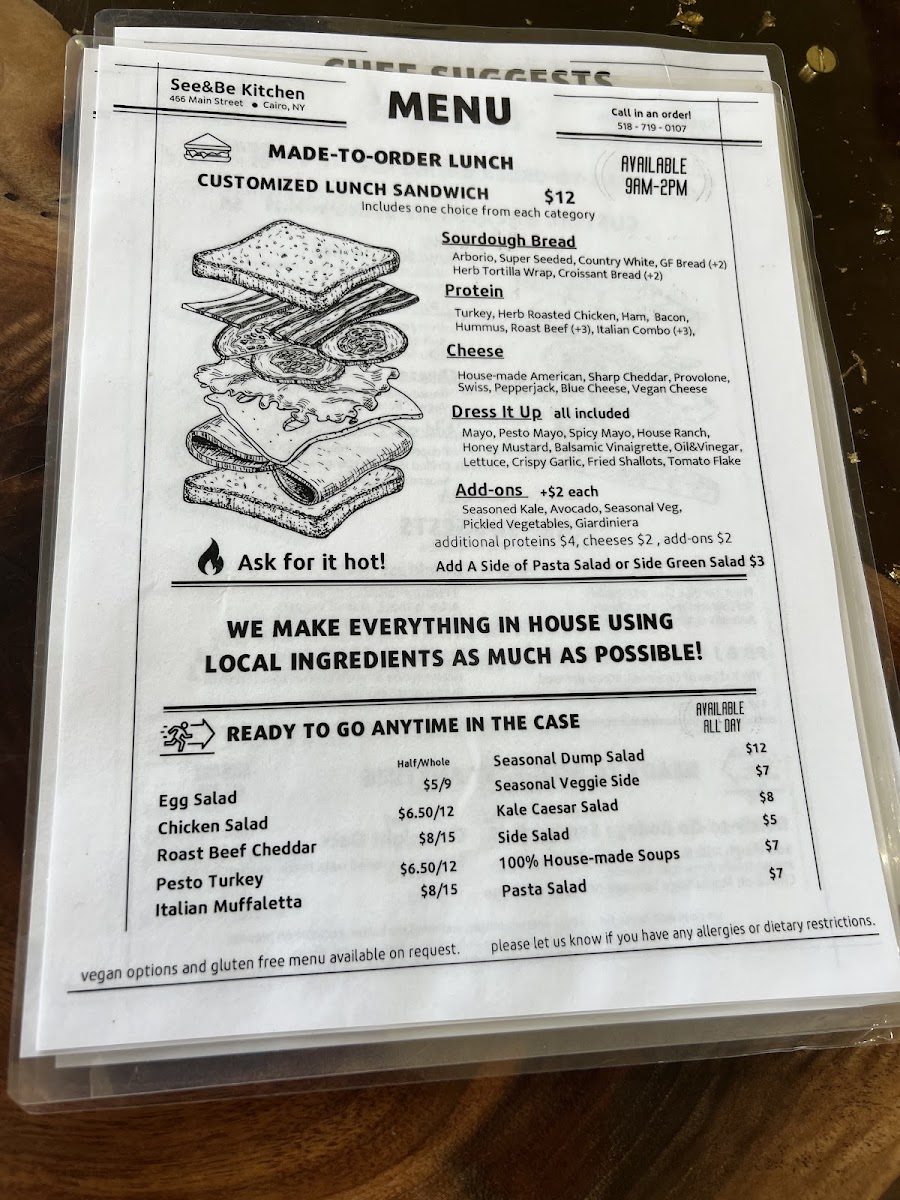 CHEF SUGGESTS
See&Be Kitchen
466 Main Street ● Cairo, NY
MENU
Call in an order!
518 - 719 - 0107
MADE-TO-ORDER LUNCH
AVAILABLE
9AM-2PM
CUSTOMIZED LUNCH SANDWICH $12
Includes one choice from each category
Sourdough Bread
Arborio, Super Seeded, Country White, GF Bread (+2)
Herb Tortilla Wrap, Croissant Bread (+2)
Protein
Turkey, Herb Roasted Chicken, Ham, Bacon,
Hummus, Roast Beef (+3), Italian Combo (+3),
Cheese
House-made American, Sharp Cheddar, Provolone,
Swiss, Pepperjack, Blue Cheese, Vegan Cheese
Dress It Up all included
Mayo, Pesto Mayo, Spicy Mayo, House Ranch,
Honey Mustard, Balsamic Vinaigrette, Oil&Vinegar,
Lettuce, Crispy Garlic, Fried Shallots, Tomato Flake
Add-ons +$2 each
Seasoned Kale, Avocado, Seasonal Veg,
Pickled Vegetables, Giardiniera
additional proteins $4, cheeses $2 , add-ons $2
Ask for it hot!
Add A Side of Pasta Salad or Side Green Salad $3
WE MAKE EVERYTHING IN HOUSE USING
LOCAL INGREDIENTS AS MUCH AS POSSIBLE!
READY TO GO ANYTIME IN THE CASE
AVAILABLE
ALL DAY
Half/Whole
Egg Salad $5/9
Chicken Salad $6.50/12
Roast Beef Cheddar $8/15
Pesto Turkey $6.50/12
Italian Muffaletta $8/15
Seasonal Dump Salad $12
Seasonal Veggie Side $7
Kale Caesar Salad $8
Side Salad $5
100% House-made Soups $7
Pasta Salad $7
vegan options and gluten free menu available on request.
please let us know if you have any allergies or dietary restrictions.